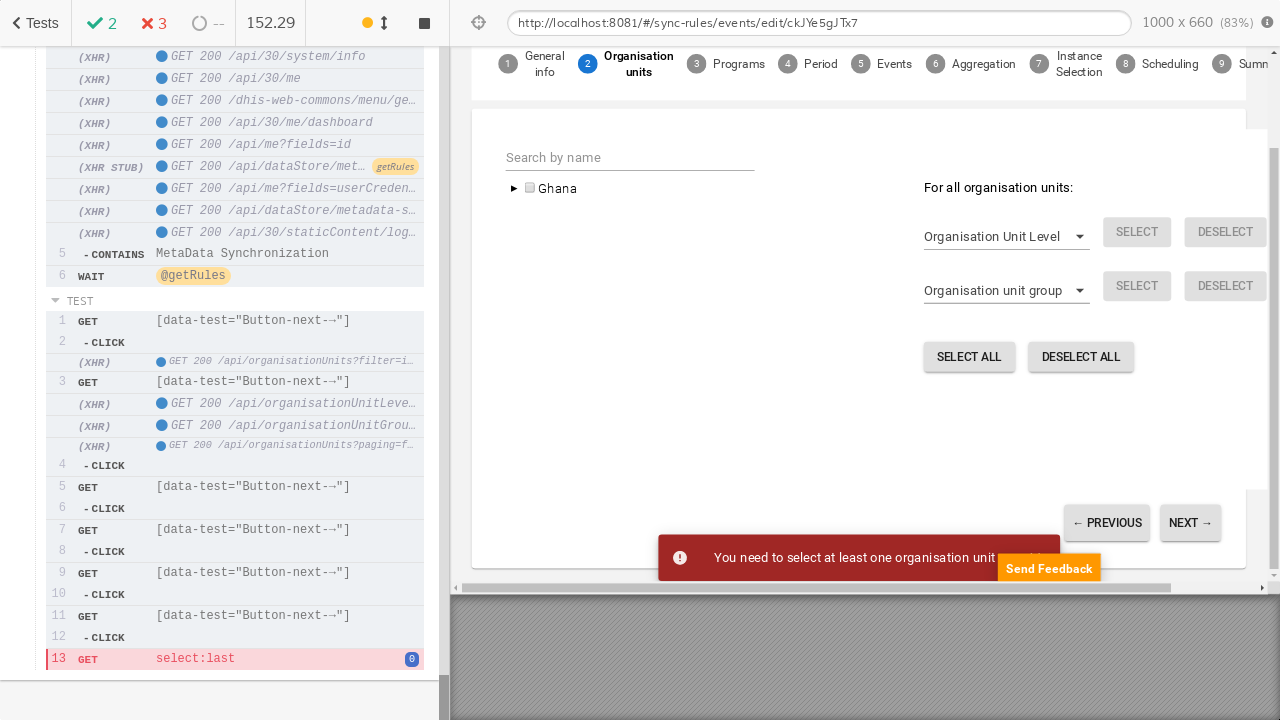 Tests
2
3
--
152.29
http://localhost:8081/#/sync-rules/events/edit/ckJYe5gJTx7
1000 x 660 (83%)
(XHR) GET 200 /api/30/system/info
(XHR) GET 200 /api/30/me
(XHR) GET 200 /dhis-web-commons/menu/ge...
(XHR) GET 200 /api/30/me/dashboard
(XHR) GET 200 /api/me?fields=id
(XHR STUB) GET 200 /api/dataStore/met... getRules
(XHR) GET 200 /api/me?fields=userCreden...
(XHR) GET 200 /api/dataStore/metadata-s...
(XHR) GET 200 /api/30/staticContent/log...
5 -CONTAINS MetaData Synchronization
6 WAIT @getRules
TEST
1 GET [data-test="Button-next-→"]
2 -CLICK
(XHR) GET 200 /api/organisationUnits?filter=i...
3 GET [data-test="Button-next-→"]
(XHR) GET 200 /api/organisationUnitLeve...
(XHR) GET 200 /api/organisationUnitGrou...
(XHR) GET 200 /api/organisationUnits?paging=f...
4 -CLICK
5 GET [data-test="Button-next-→"]
6 -CLICK
7 GET [data-test="Button-next-→"]
8 -CLICK
9 GET [data-test="Button-next-→"]
10 -CLICK
11 GET [data-test="Button-next-→"]
12 -CLICK
13 GET select:last 0
1 General info
2 Organisation units
3 Programs
4 Period
5 Events
6 Aggregation
7 Instance Selection
8 Scheduling
9 Summ
Search by name
Ghana
For all organisation units:
Organisation Unit Level SELECT DESELECT
Organisation unit group SELECT DESELECT
SELECT ALL DESELECT ALL
← PREVIOUS NEXT →
You need to select at least one organisation unit
Send Feedback